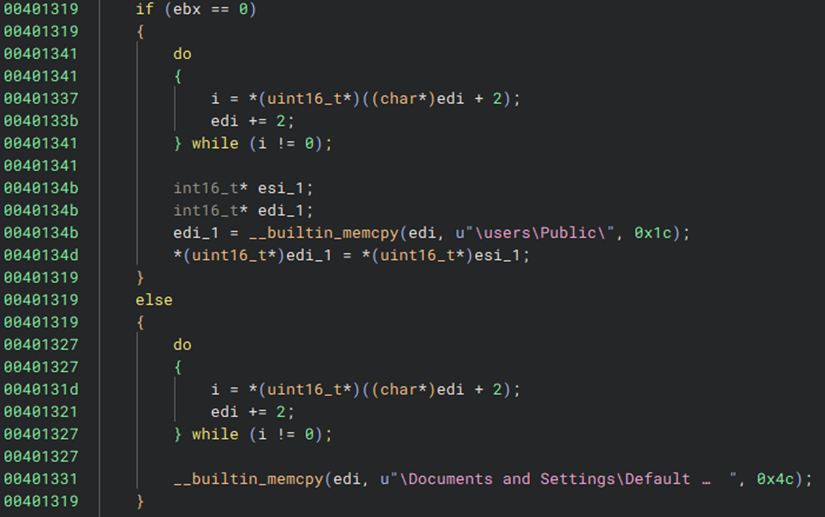 00401319 if (ebx == 0)
00401319 {
00401341 do
00401341 {
00401337 i = *(uint16_t*)((char*)edi + 2);
0040133b edi += 2;
00401341 } while (i != 0);
00401341
0040134b int16_t* esi_1;
0040134b int16_t* edi_1;
0040134b edi_1 = __builtin_memcpy(edi, u"\users\Public\", 0x1c);
0040134d *(uint16_t*)edi_1 = *(uint16_t*)esi_1;
00401319 }
00401319 else
00401319 {
00401327 do
00401327 {
0040131d i = *(uint16_t*)((char*)edi + 2);
00401321 edi += 2;
00401327 } while (i != 0);
00401327
00401331 __builtin_memcpy(edi, u"\Documents and Settings\Default … ", 0x4c);
00401319 }